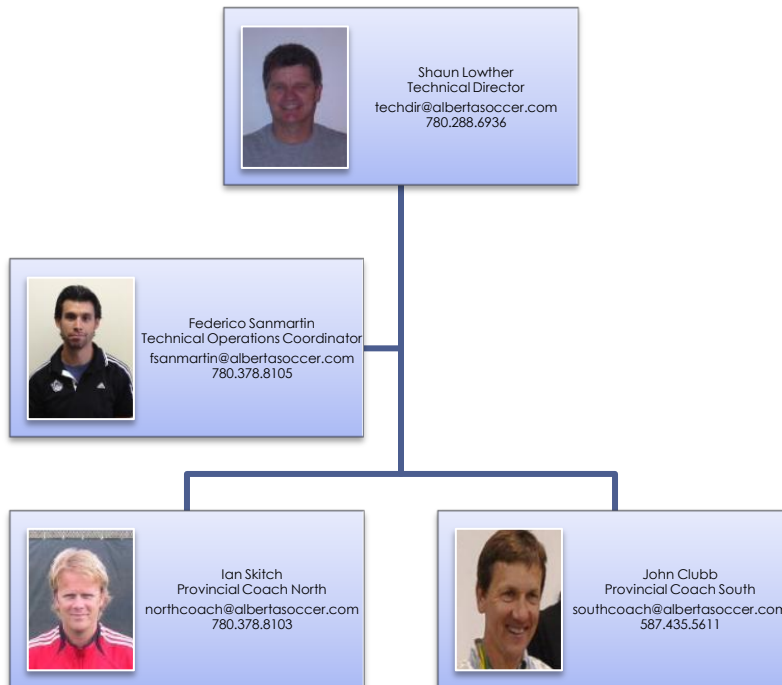 Shaun Lowther
Technical Director
techdir@albertasoccer.com
780.288.6936
Federico Sanmartin
Technical Operations Coordinator
fsanmartin@albertasoccer.com
780.378.8105
Ian Skitch
Provincial Coach North
northcoach@albertasoccer.com
780.378.8103
John Clubb
Provincial Coach South
southcoach@albertasoccer.com
587.435.5611